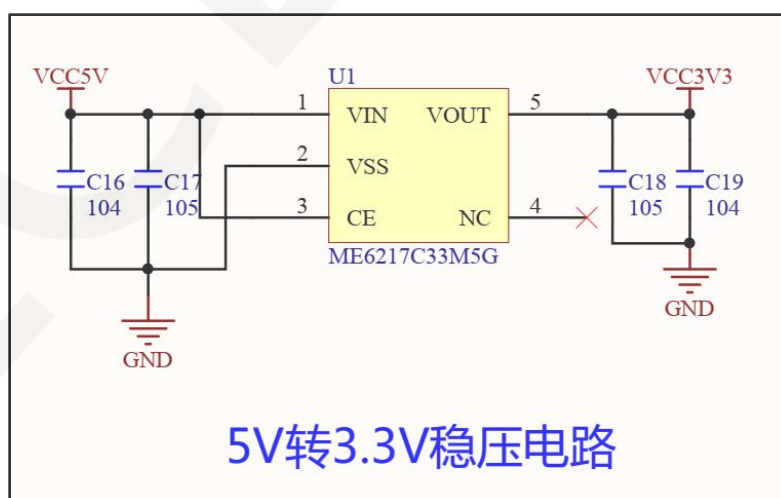 VCC5V
U1
VCC3V3
1
VIN
VOUT
5
2
VSS
C16
104
C17
105
C18
105
C19
104
3
CE
NC
4
ME6217C33M5G
GND
GND
5V转3.3V稳压电路